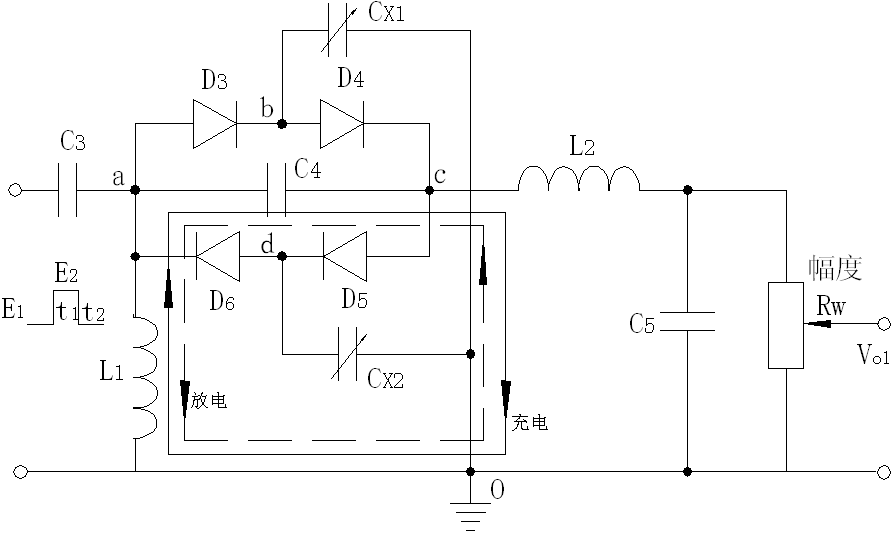 CX1
D3
D4
b
C3
a
C4
c
L2
d
E2
E1
t1
t2
D6
D5
幅度
Rw
C5
Vo1
L1
CX2
放电
充电
O